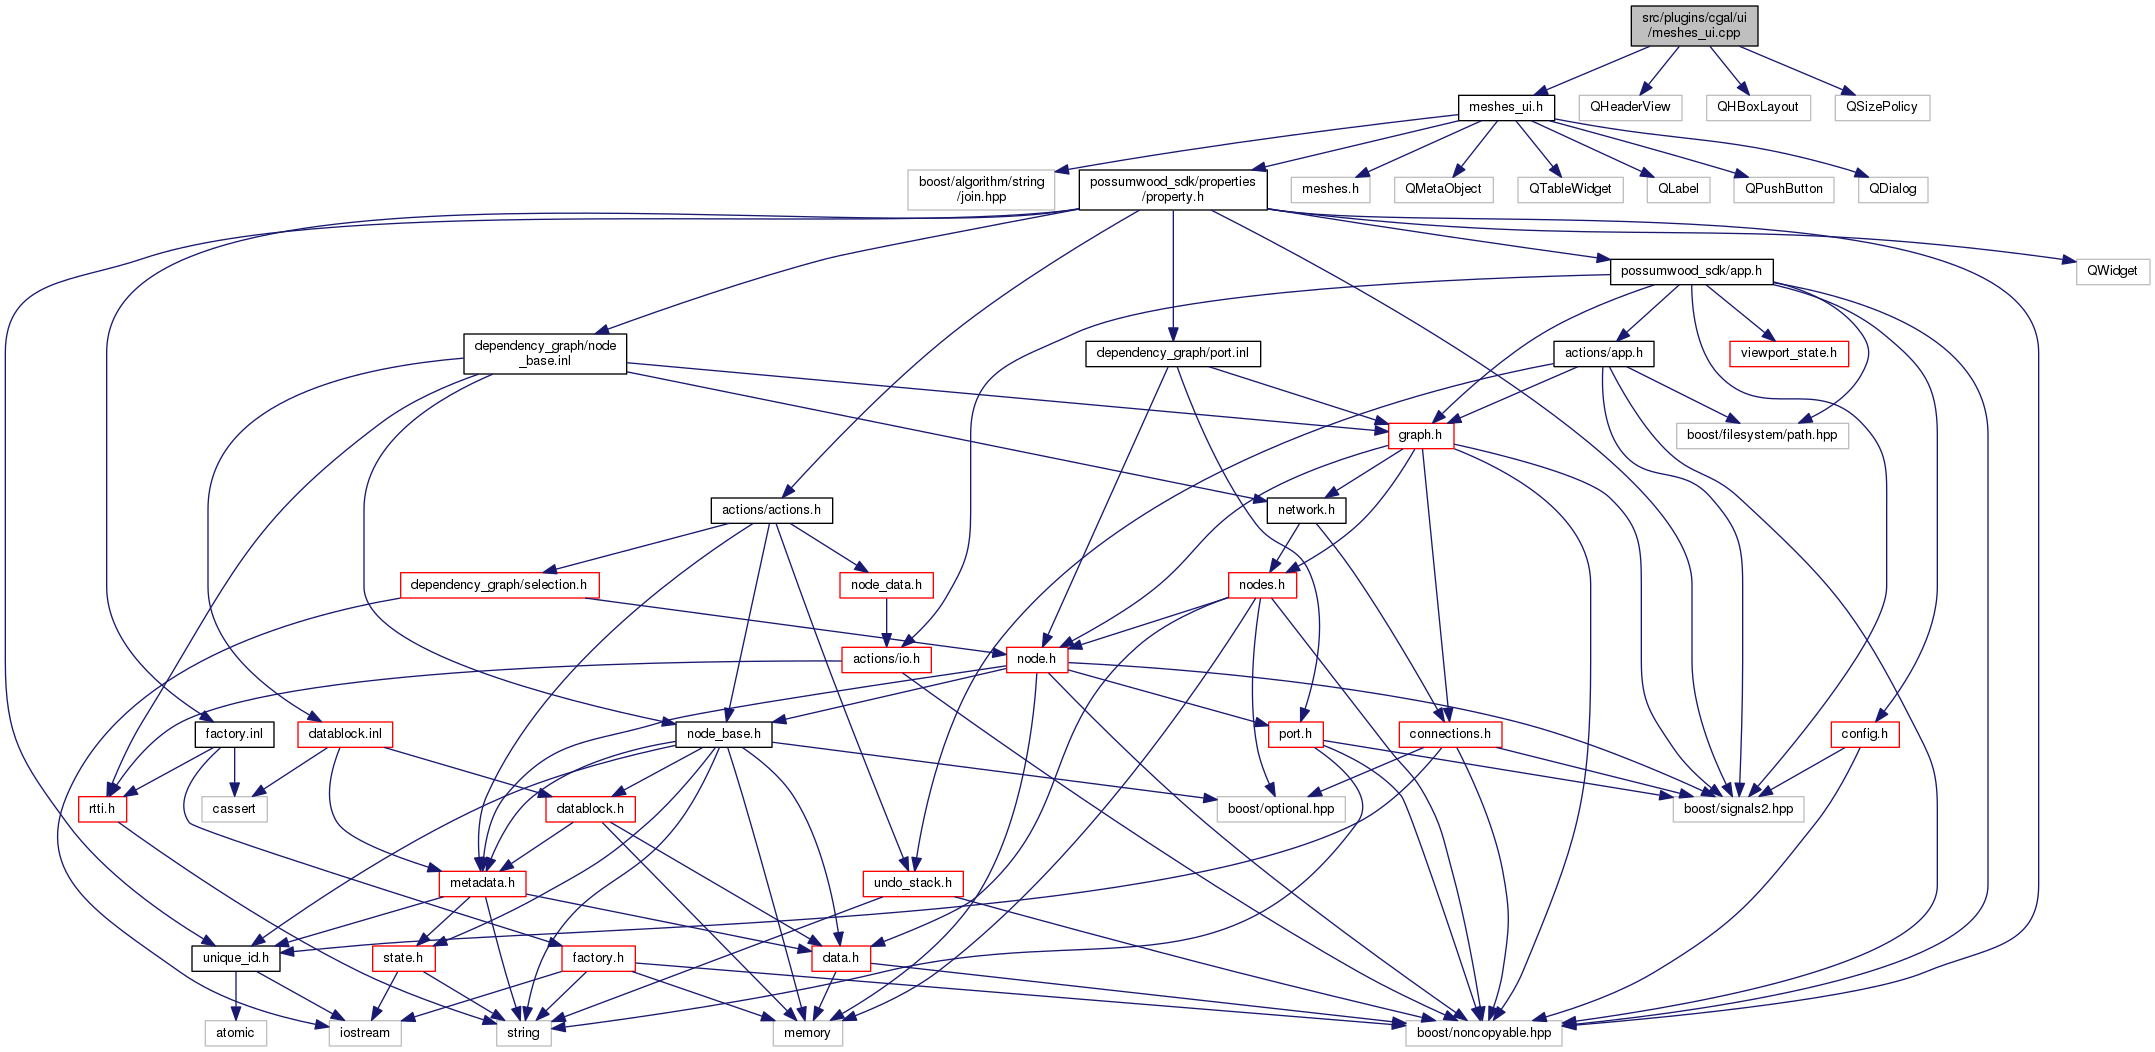 src/plugins/cgal/ui
/meshes_ui.cpp
meshes_ui.h
QHeaderView
QHBoxLayout
QSizePolicy
boost/algorithm/string
/join.hpp
possumwood_sdk/properties
/property.h
meshes.h
QMetaObject
QTableWidget
QLabel
QPushButton
QDialog
possumwood_sdk/app.h
QWidget
dependency_graph/node
_base.inl
dependency_graph/port.inl
actions/app.h
viewport_state.h
graph.h
boost/filesystem/path.hpp
actions/actions.h
network.h
dependency_graph/selection.h
node_data.h
nodes.h
actions/io.h
node.h
factory.inl
datablock.inl
node_base.h
port.h
connections.h
config.h
rtti.h
cassert
datablock.h
boost/optional.hpp
boost/signals2.hpp
metadata.h
undo_stack.h
unique_id.h
state.h
factory.h
data.h
atomic
iostream
string
memory
boost/noncopyable.hpp